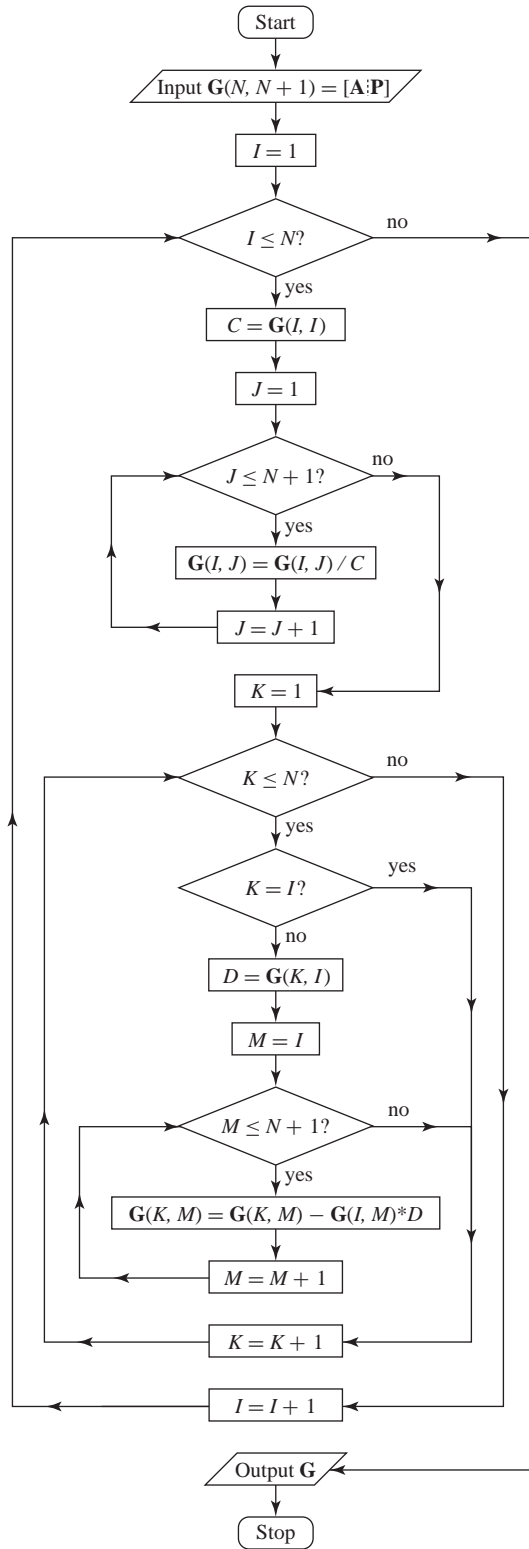 Start
Input G(N, N + 1) = [A⁝P]
I = 1
I ≤ N?
no
yes
C = G(I, I)
J = 1
J ≤ N + 1?
no
yes
G(I, J) = G(I, J) / C
J = J + 1
K = 1
K ≤ N?
no
yes
K = I?
yes
no
D = G(K, I)
M = I
M ≤ N + 1?
no
yes
G(K, M) = G(K, M) − G(I, M)*D
M = M + 1
K = K + 1
I = I + 1
Output G
Stop